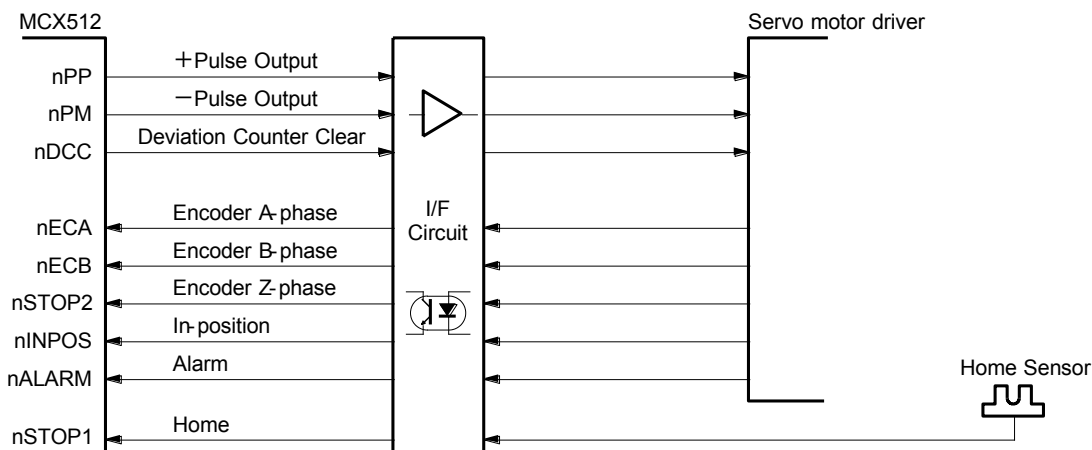 MCX512
Servo motor driver
nPP
+Pulse Output
nPM
-Pulse Output
nDCC
Deviation Counter Clear
nECA
Encoder A-phase
I/F
Circuit
nECB
Encoder B-phase
nSTOP2
Encoder Z-phase
nINPOS
In-position
nALARM
Alarm
Home Sensor
nSTOP1
Home